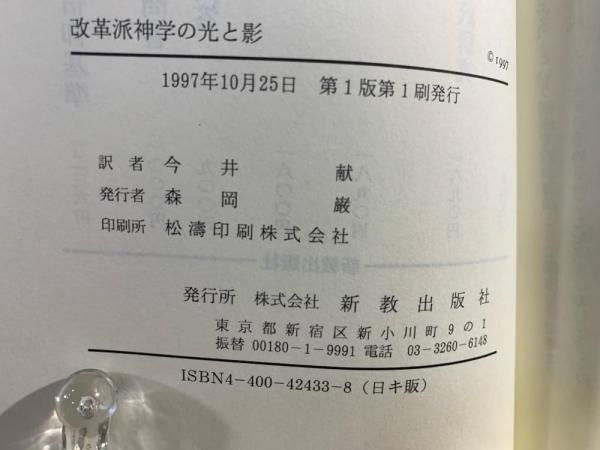 改革派神学の光と影
©1997
1997年10月25日 第1版第1刷発行
訳者 今井 献
発行者 森岡 巌
印刷所 松濤印刷株式会社
発行所 株式会社 新教出版社
東京都新宿区新小川町9の1
振替 00180-1-9991 電話 03-3260-6148
ISBN4-400-42433-8 (日キ販)